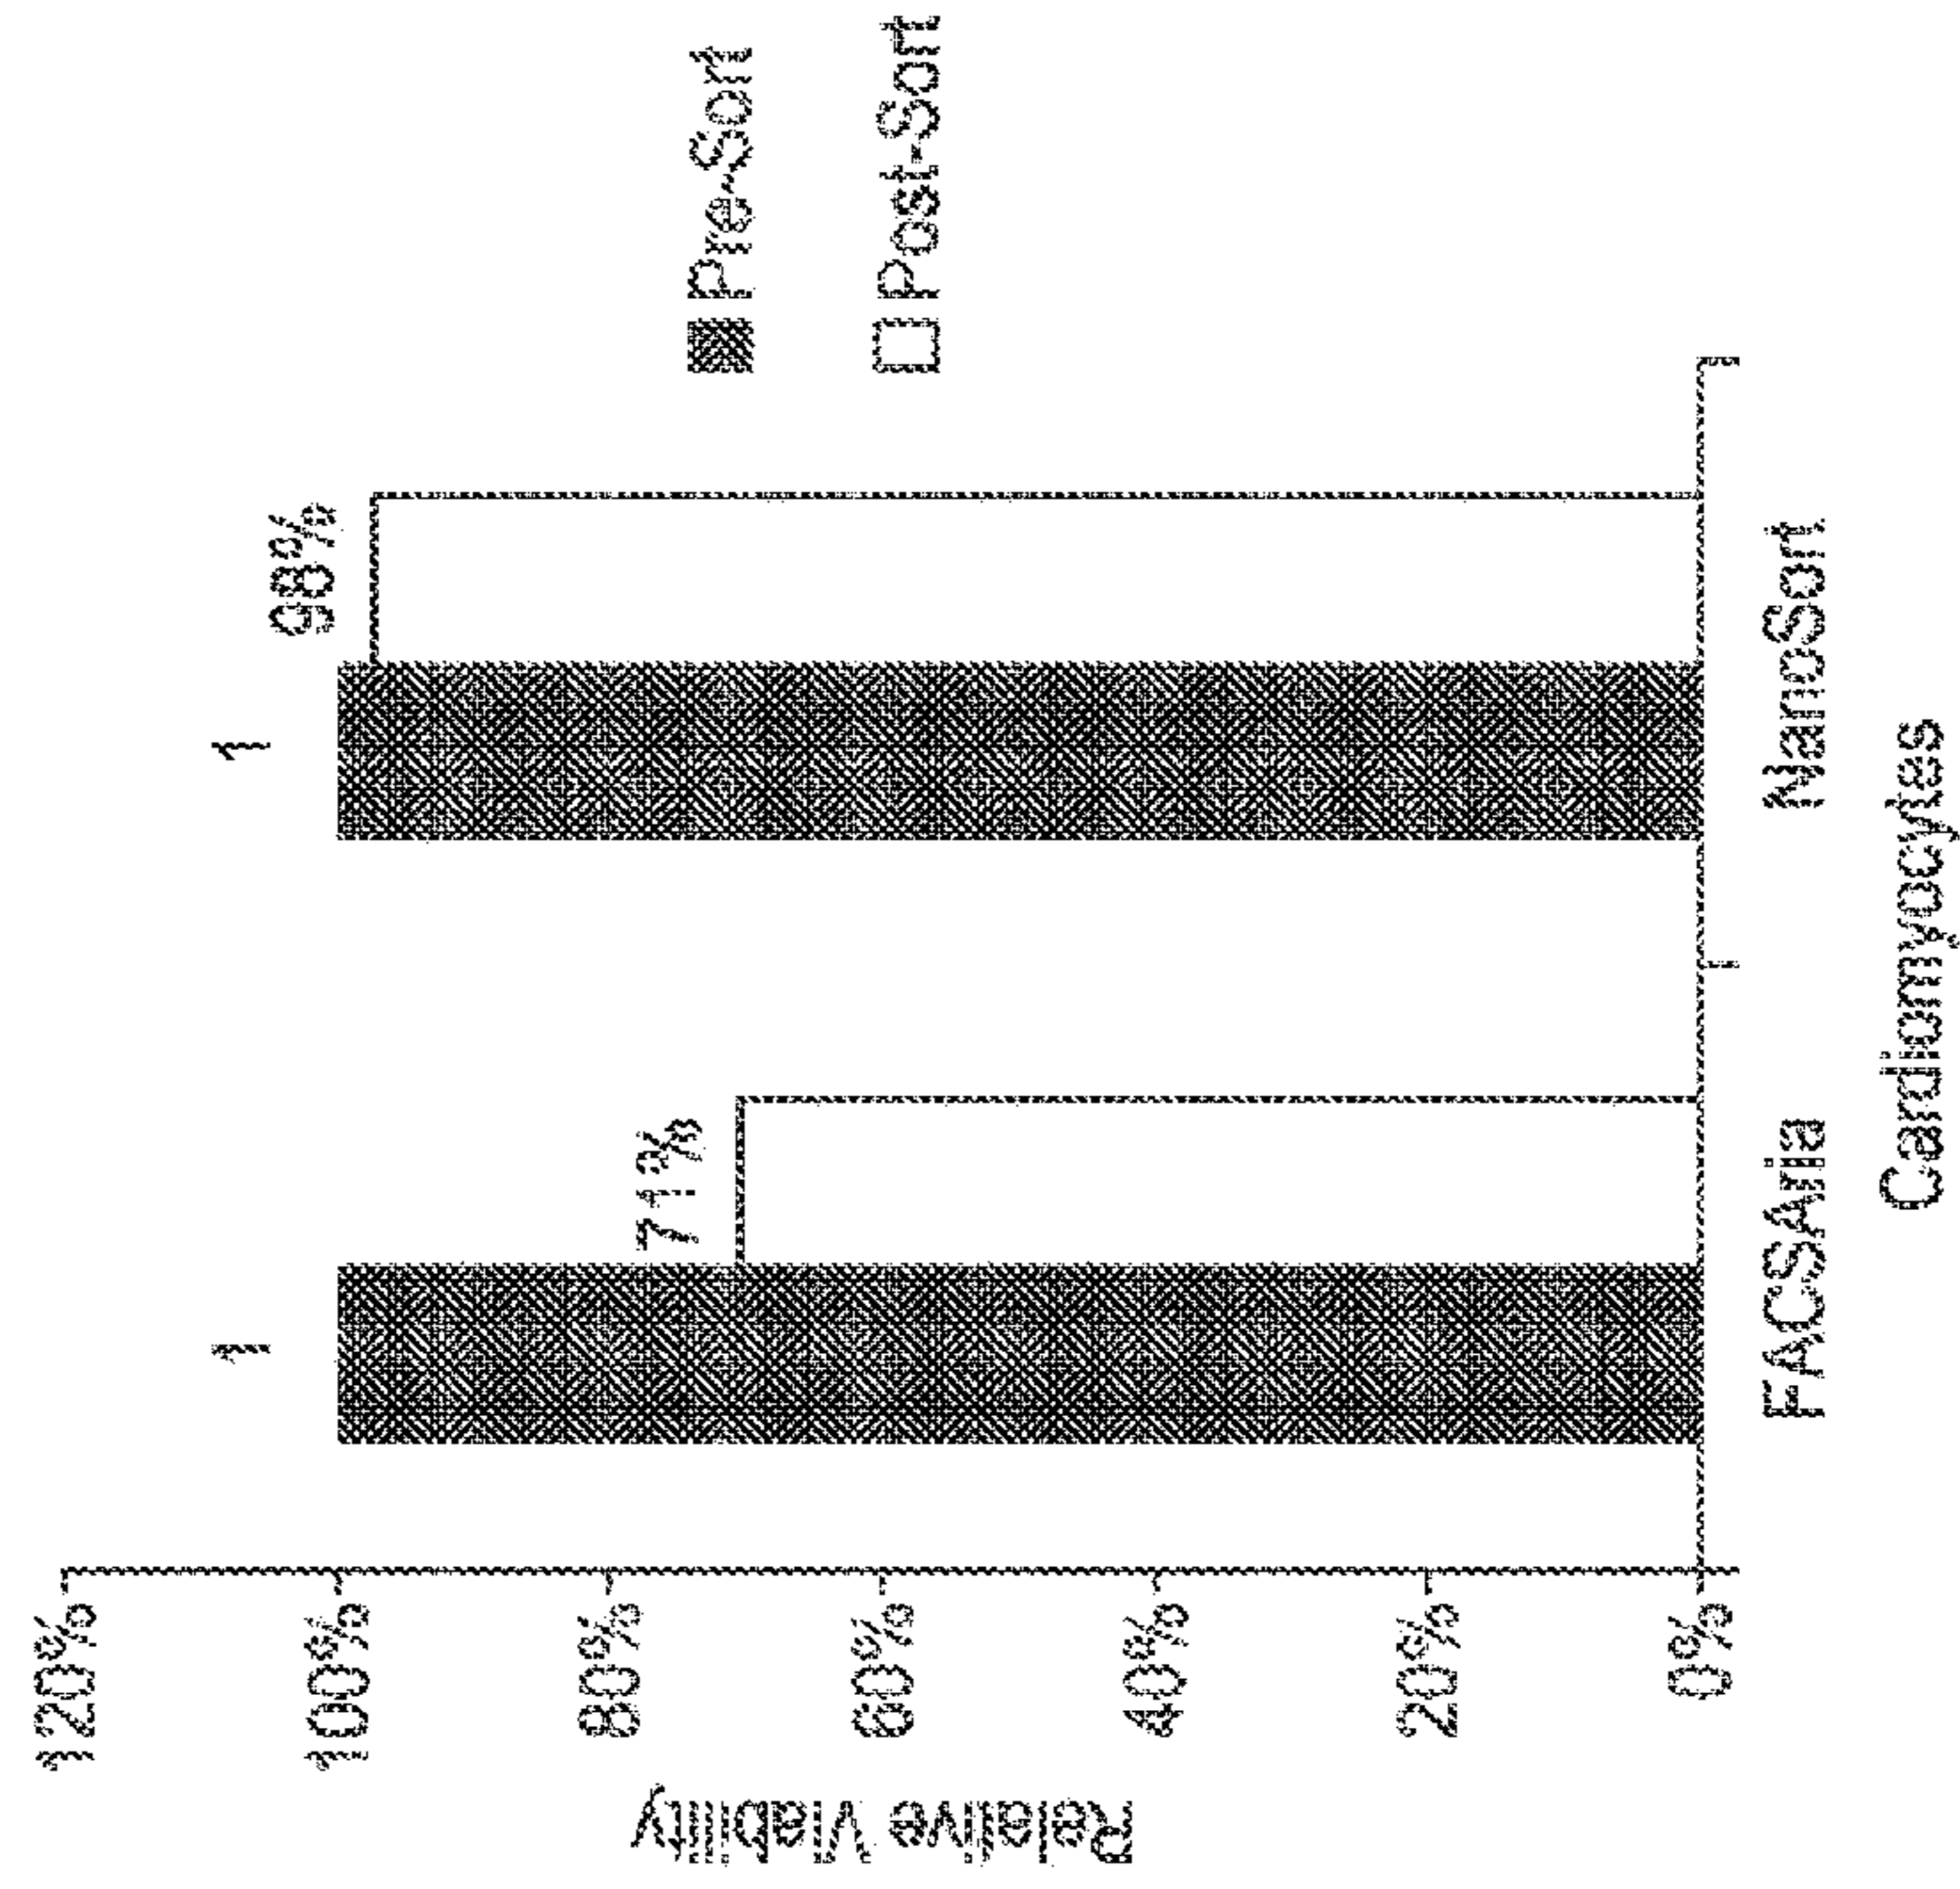 Relative Viability
120%
100%
80%
60%
40%
20%
0%
1
71%
1
98%
FACSAria
NanoSort
Cardiomyocytes
Pre-Sort
Post-Sort